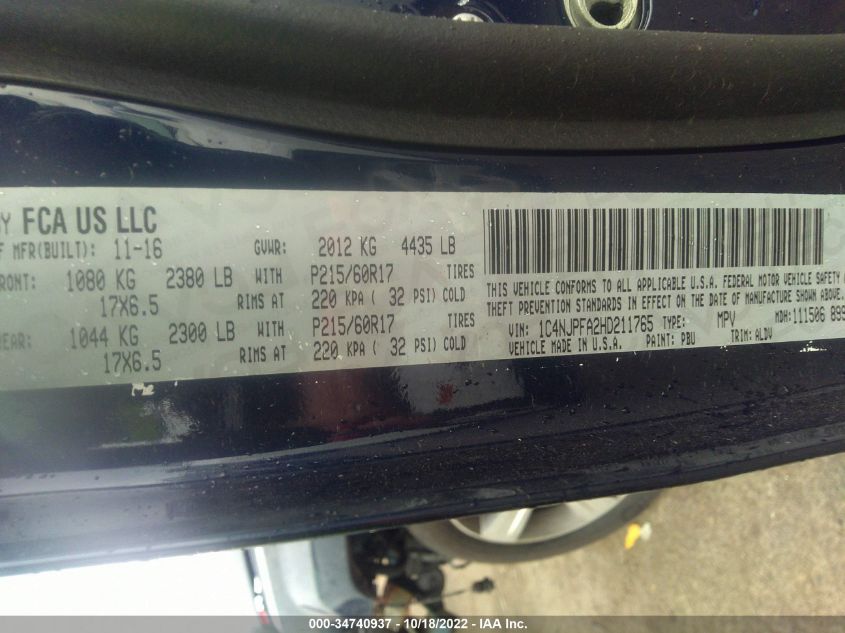 FCA US LLC
MFR(BUILT): 11-16 GVWR: 2012 KG 4435 LB
FRONT: 1080 KG 2380 LB WITH P215/60R17 TIRES
17X6.5 RIMS AT 220 KPA ( 32 PSI) COLD
1044 KG 2300 LB WITH P215/60R17 TIRES
17X6.5 RIMS AT 220 KPA ( 32 PSI) COLD
THIS VEHICLE CONFORMS TO ALL APPLICABLE U.S.A. FEDERAL MOTOR VEHICLE SAFETY
THEFT PREVENTION STANDARDS IN EFFECT ON THE DATE OF MANUFACTURE SHOWN
VIN: 1C4NJPFA2HD211765 TYPE: MPV MDH: 111506 899
VEHICLE MADE IN U.S.A. PAINT: PBU TRIM: ALDV
000-34740937 - 10/18/2022 - IAA Inc.